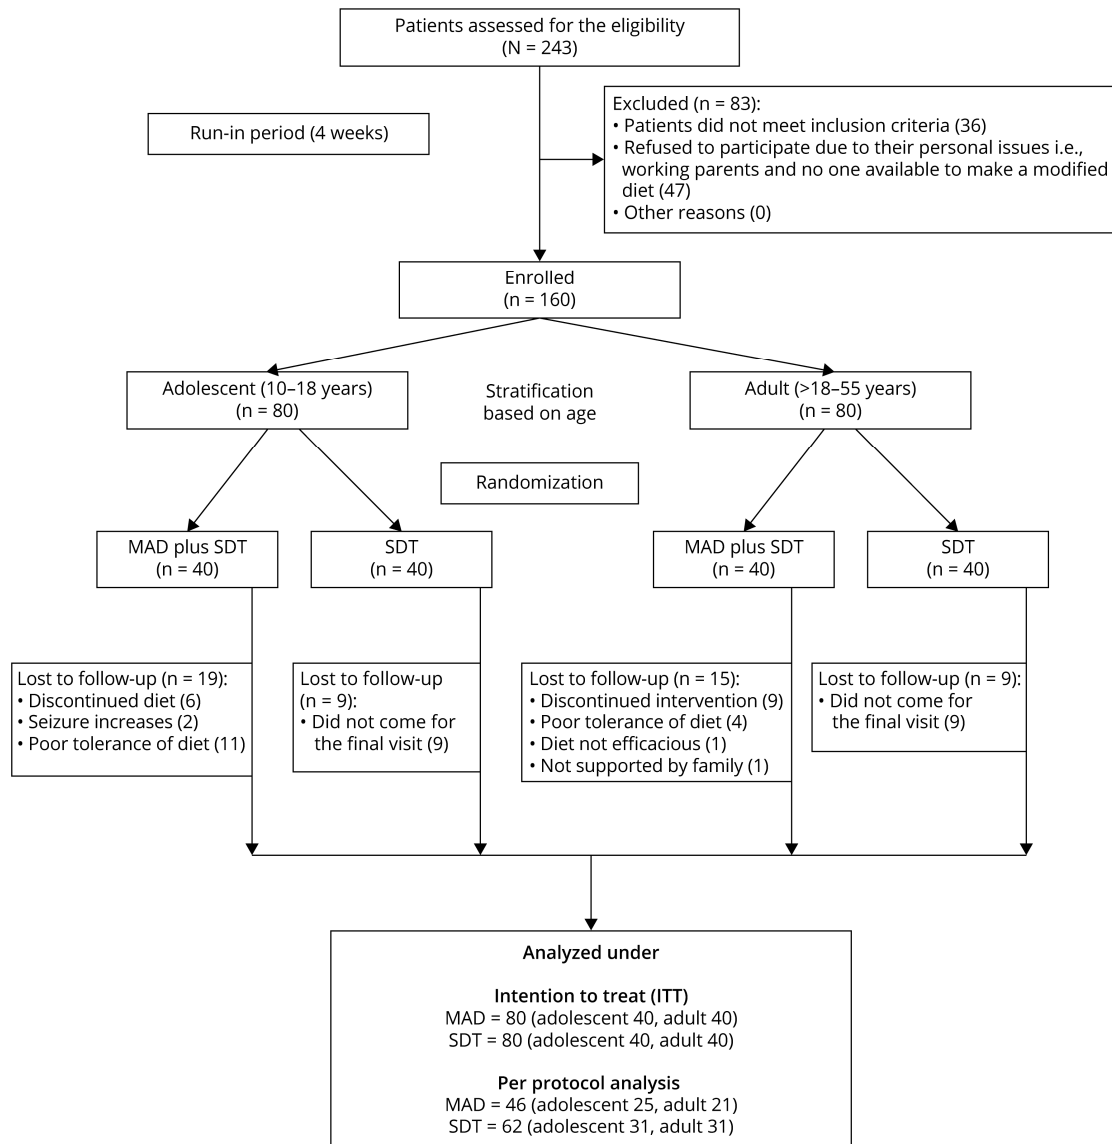 Patients assessed for the eligibility
(N = 243)
Run-in period (4 weeks)
Excluded (n = 83):
• Patients did not meet inclusion criteria (36)
• Refused to participate due to their personal issues i.e.,
working parents and no one available to make a modified
diet (47)
• Other reasons (0)
Enrolled
(n = 160)
Adolescent (10–18 years)
(n = 80)
Stratification
based on age
Adult (>18–55 years)
(n = 80)
Randomization
MAD plus SDT
(n = 40)
SDT
(n = 40)
MAD plus SDT
(n = 40)
SDT
(n = 40)
Lost to follow-up (n = 19):
• Discontinued diet (6)
• Seizure increases (2)
• Poor tolerance of diet (11)
Lost to follow-up
(n = 9):
• Did not come for
the final visit (9)
Lost to follow-up (n = 15):
• Discontinued intervention (9)
• Poor tolerance of diet (4)
• Diet not efficacious (1)
• Not supported by family (1)
Lost to follow-up (n = 9):
• Did not come for
the final visit (9)
Analyzed under
Intention to treat (ITT)
MAD = 80 (adolescent 40, adult 40)
SDT = 80 (adolescent 40, adult 40)
Per protocol analysis
MAD = 46 (adolescent 25, adult 21)
SDT = 62 (adolescent 31, adult 31)